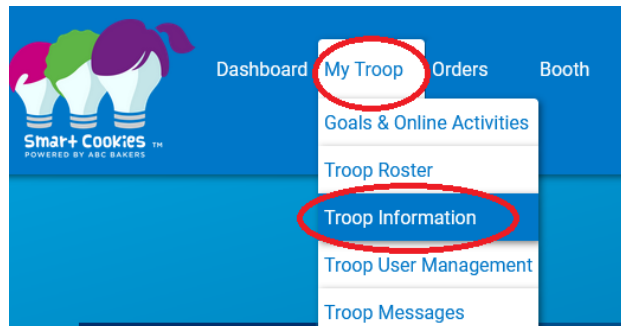 Dashboard My Troop Orders Booth
Goals & Online Activities
Smart Cookies TM
POWERED BY ABC BAKERS
Troop Roster
Troop Information
Troop User Management
Troop Messages